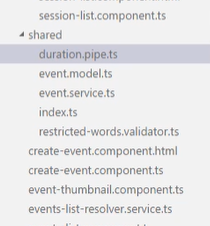 session-list.component.ts
shared
duration.pipe.ts
event.model.ts
event.service.ts
index.ts
restricted-words.validator.ts
create-event.component.html
create-event.component.ts
event-thumbnail.component.ts
events-list-resolver.service.ts